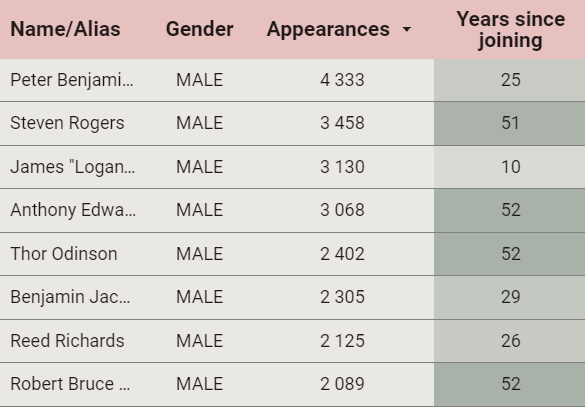 Name/Alias Gender Appearances Years since joining
Peter Benjami... MALE 4 333 25
Steven Rogers MALE 3 458 51
James "Logan... MALE 3 130 10
Anthony Edwa... MALE 3 068 52
Thor Odinson MALE 2 402 52
Benjamin Jac... MALE 2 305 29
Reed Richards MALE 2 125 26
Robert Bruce ... MALE 2 089 52